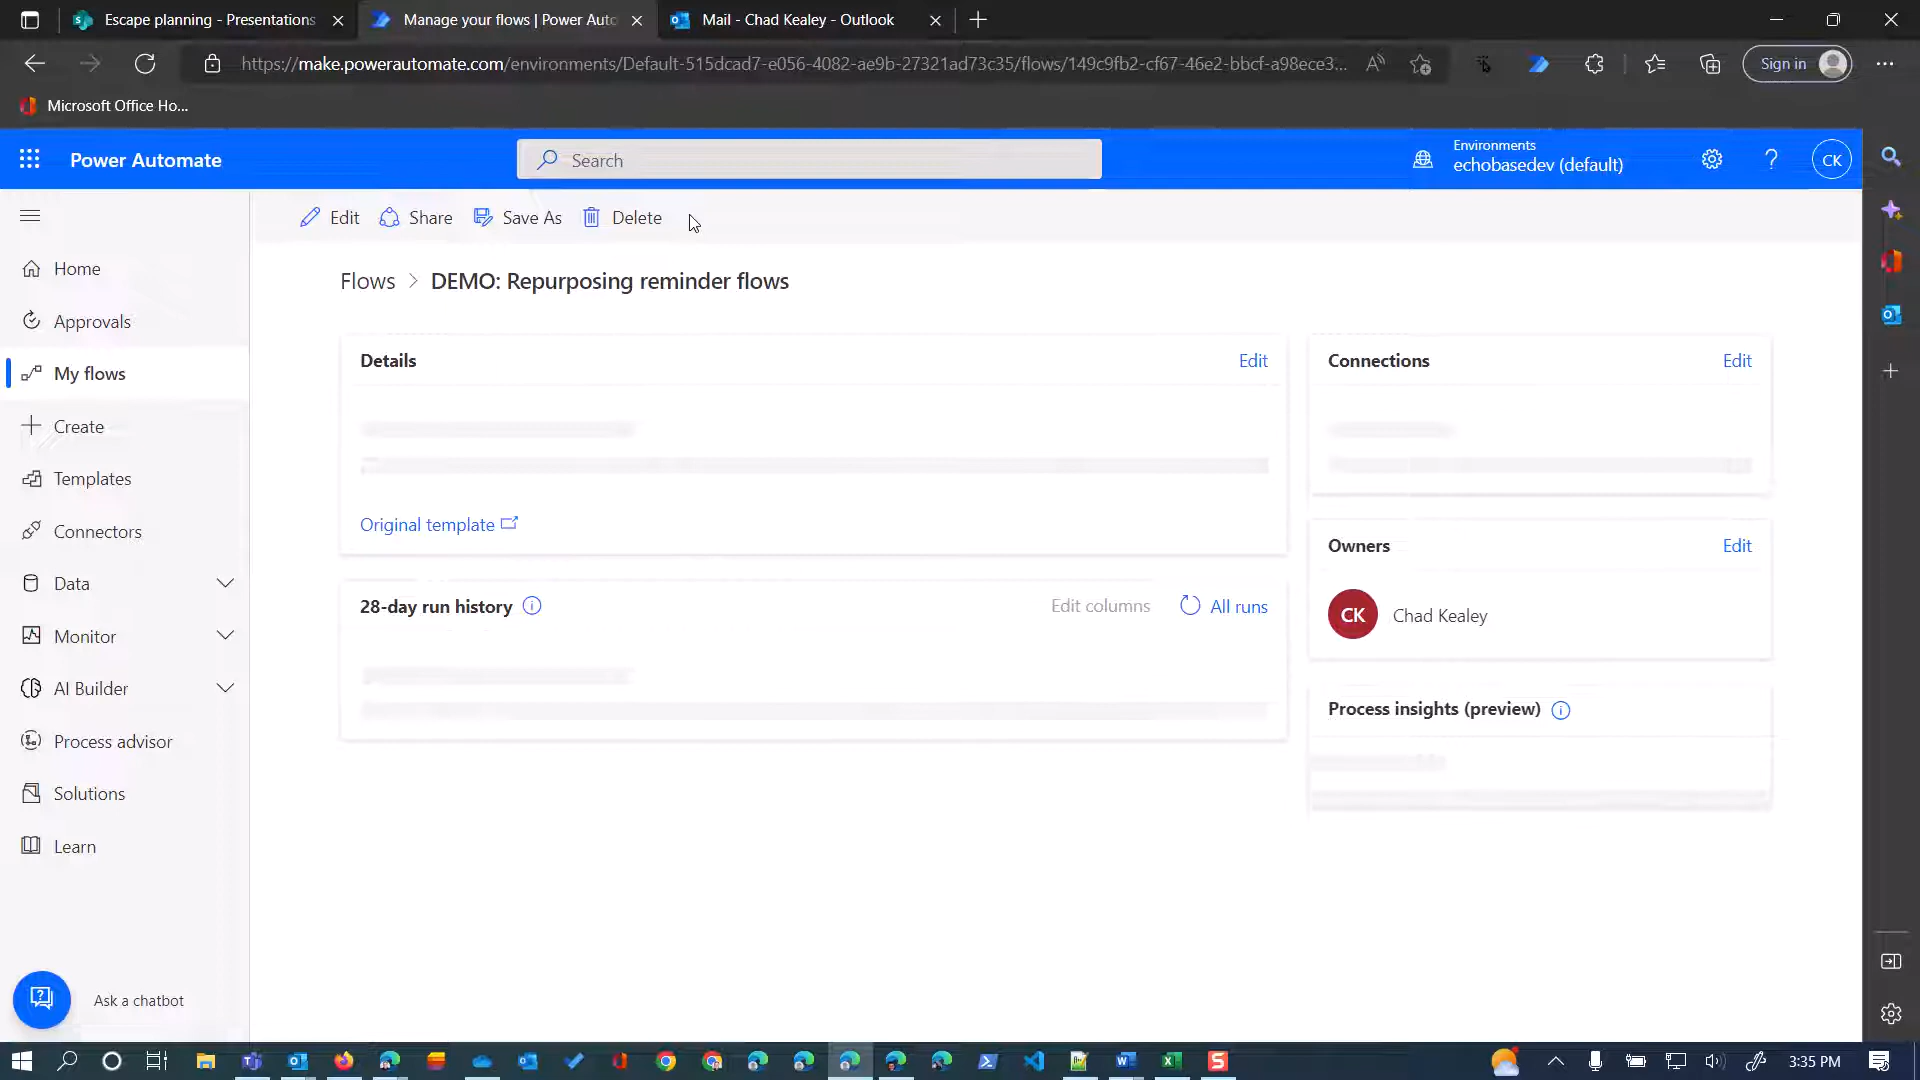 Escape planning - Presentations
Manage your flows | Power Auto
Mail - Chad Kealey - Outlook
https://make.powerautomate.com/environments/Default-515dcad7-e056-4082-ae9b-27321ad73c35/flows/149c9fb2-cf67-46e2-bbcf-a98ece3...
Sign in
Microsoft Office Ho...
Power Automate
Search
Environments
echobasedev (default)
CK
Edit
Share
Save As
Delete
Home
Approvals
My flows
Create
Templates
Connectors
Data
Monitor
AI Builder
Process advisor
Solutions
Learn
Ask a chatbot
Flows > DEMO: Repurposing reminder flows
Details
Edit
Original template
28-day run history
Edit columns
All runs
Connections
Edit
Owners
Edit
CK
Chad Kealey
Process insights (preview)
3:35 PM